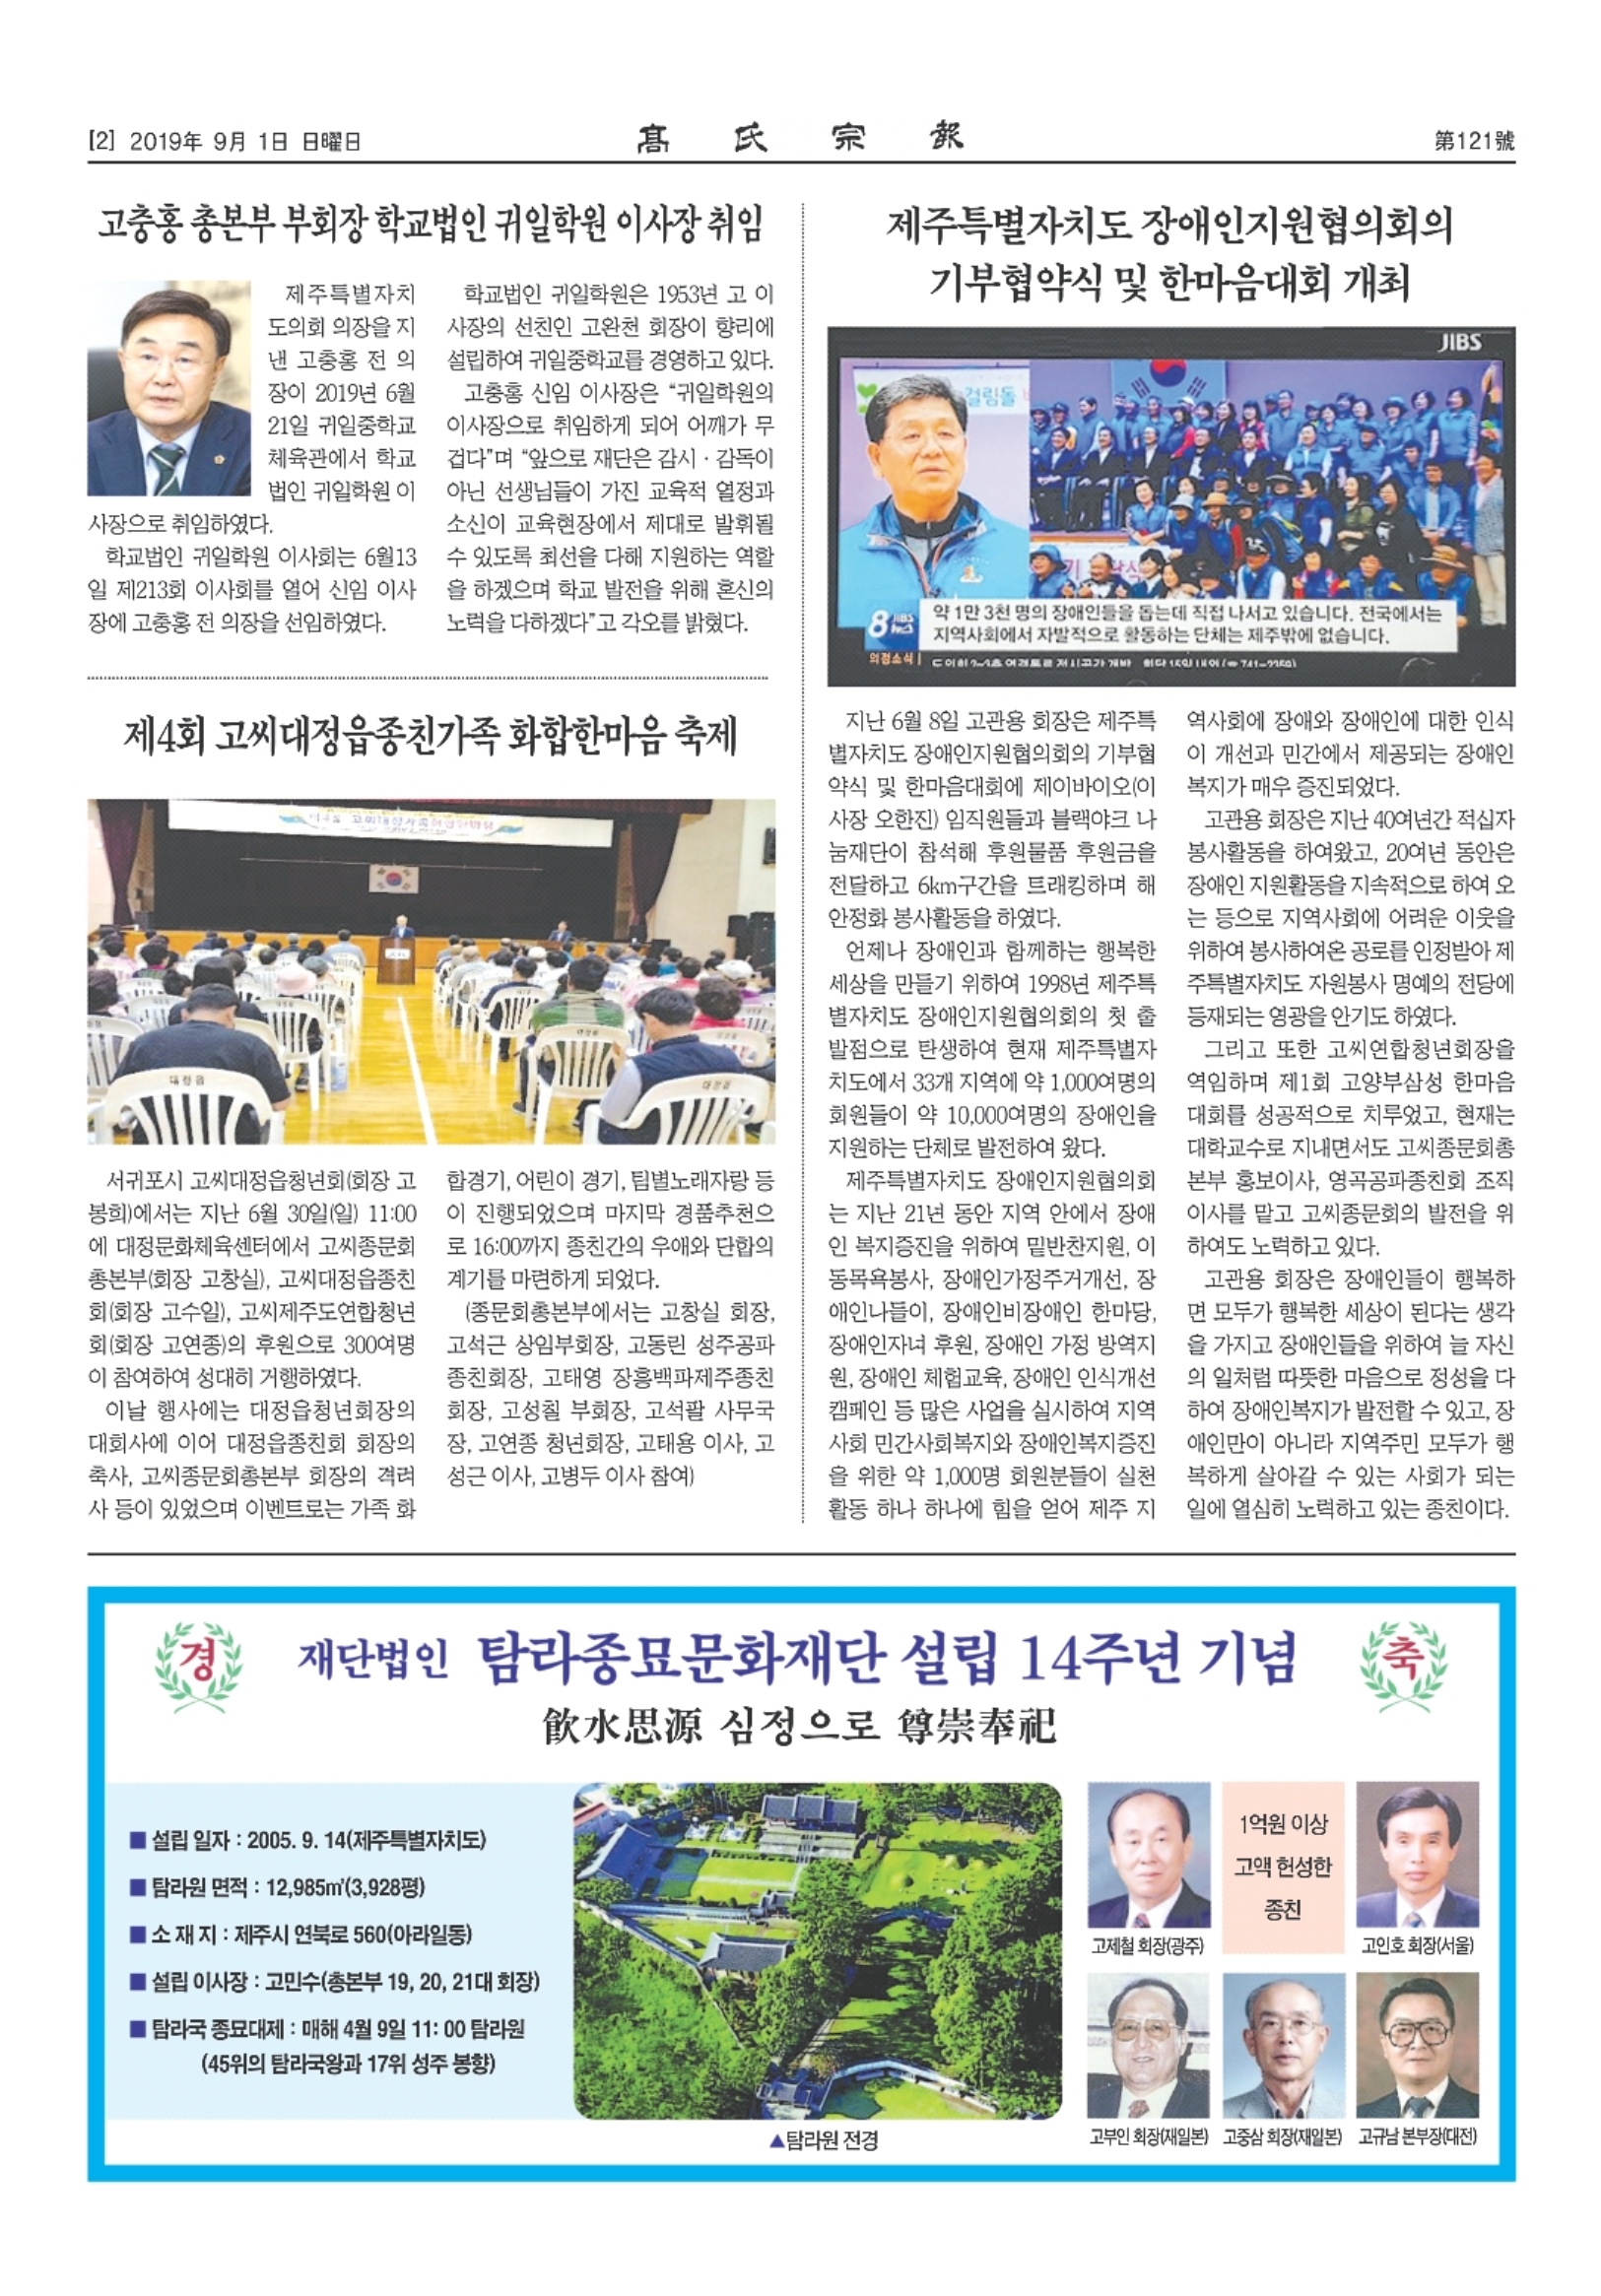 [2] 2019年 9月 1日 日曜日
髙氏宗報
第121號
고충홍 총본부 부회장 학교법인 귀일학원 이사장 취임
제주특별자치
도의회 의장을 지
낸 고충홍 전 의
장이 2019년 6월
21일 귀일중학교
체육관에서 학교
법인 귀일학원 이
사장으로 취임하였다.
학교법인 귀일학원 이사회는 6월13
일 제213회 이사회를 열어 신임 이사
장에 고충홍 전 의장을 선임하였다.
학교법인 귀일학원은 1953년 고 이
사장의 선친인 고완천 회장이 향리에
설립하여 귀일중학교를 경영하고 있다.
고충홍 신임 이사장은 “귀일학원의
이사장으로 취임하게 되어 어깨가 무
겁다”며 “앞으로 재단은 감시·감독이
아닌 선생님들이 가진 교육적 열정과
소신이 교육현장에서 제대로 발휘될
수 있도록 최선을 다해 지원하는 역할
을 하겠으며 학교 발전을 위해 혼신의
노력을 다하겠다”고 각오를 밝혔다.
제4회 고씨대정읍종친가족 화합한마음 축제
대정읍
대정읍
서귀포시 고씨대정읍청년회(회장 고
봉희)에서는 지난 6월 30일(일) 11:00
에 대정문화체육센터에서 고씨종문회
총본부(회장 고창실), 고씨대정읍종친
회(회장 고수일), 고씨제주도연합청년
회(회장 고연종)의 후원으로 300여명
이 참여하여 성대히 거행하였다.
이날 행사에는 대정읍청년회장의
대회사에 이어 대정읍종친회 회장의
축사, 고씨종문회총본부 회장의 격려
사 등이 있었으며 이벤트로는 가족 화
합경기, 어린이 경기, 팀별노래자랑 등
이 진행되었으며 마지막 경품추천으
로 16:00까지 종친간의 우애와 단합의
계기를 마련하게 되었다.
(종문회총본부에서는 고창실 회장,
고석근 상임부회장, 고동린 성주공파
종친회장, 고태영 장흥백파제주종친
회장, 고성칠 부회장, 고석팔 사무국
장, 고연종 청년회장, 고태용 이사, 고
성근 이사, 고병두 이사 참여)
제주특별자치도 장애인지원협의회의
기부협약식 및 한마음대회 개최
JIBS
걸림돌
8 JIBS
약 1만 3천 명의 장애인들을 돕는데 직접 나서고 있습니다. 전국에서는
지역사회에서 자발적으로 활동하는 단체는 제주밖에 없습니다.
의정소식
지난 6월 8일 고관용 회장은 제주특
별자치도 장애인지원협의회의 기부협
약식 및 한마음대회에 제이바이오(이
사장 오한진) 임직원들과 블랙야크 나
눔재단이 참석해 후원물품 후원금을
전달하고 6km구간을 트래킹하며 해
안정화 봉사활동을 하였다.
언제나 장애인과 함께하는 행복한
세상을 만들기 위하여 1998년 제주특
별자치도 장애인지원협의회의 첫 출
발점으로 탄생하여 현재 제주특별자
치도에서 33개 지역에 약 1,000여명의
회원들이 약 10,000여명의 장애인을
지원하는 단체로 발전하여 왔다.
제주특별자치도 장애인지원협의회
는 지난 21년 동안 지역 안에서 장애
인 복지증진을 위하여 밑반찬지원, 이
동목욕봉사, 장애인가정주거개선, 장
애인나들이, 장애인비장애인 한마당,
장애인자녀 후원, 장애인 가정 방역지
원, 장애인 체험교육, 장애인 인식개선
캠페인 등 많은 사업을 실시하여 지역
사회 민간사회복지와 장애인복지증진
을 위한 약 1,000명 회원분들이 실천
활동 하나 하나에 힘을 얻어 제주 지
역사회에 장애와 장애인에 대한 인식
이 개선과 민간에서 제공되는 장애인
복지가 매우 증진되었다.
고관용 회장은 지난 40여년간 적십자
봉사활동을 하여왔고, 20여년 동안은
장애인 지원활동을 지속적으로 하여 오
는 등으로 지역사회에 어려운 이웃을
위하여 봉사하여온 공로를 인정받아 제
주특별자치도 자원봉사 명예의 전당에
등재되는 영광을 안기도 하였다.
그리고 또한 고씨연합청년회장을
역임하며 제1회 고양부삼성 한마음
대회를 성공적으로 치루었고, 현재는
대학교수로 지내면서도 고씨종문회총
본부 홍보이사, 영곡공파종친회 조직
이사를 맡고 고씨종문회의 발전을 위
하여도 노력하고 있다.
고관용 회장은 장애인들이 행복하
면 모두가 행복한 세상이 된다는 생각
을 가지고 장애인들을 위하여 늘 자신
의 일처럼 따뜻한 마음으로 정성을 다
하여 장애인복지가 발전할 수 있고, 장
애인만이 아니라 지역주민 모두가 행
복하게 살아갈 수 있는 사회가 되는
일에 열심히 노력하고 있는 종친이다.
경 재단법인 탐라종묘문화재단 설립 14주년 기념 축
飮水思源 심정으로 尊崇奉祀
■ 설립 일자 : 2005. 9. 14(제주특별자치도)
■ 탐라원 면적 : 12,985㎡(3,928평)
■ 소 재 지 : 제주시 연북로 560(아라일동)
■ 설립 이사장 : 고민수(총본부 19, 20, 21대 회장)
■ 탐라국 종묘대제 : 매해 4월 9일 11: 00 탐라원
(45위의 탐라국왕과 17위 성주 봉향)
▲탐라원 전경
1억원 이상
고액 헌성한
종친
고제철 회장(광주)
고인호 회장(서울)
고부인 회장(재일본)
고중삼 회장(재일본)
고규남 본부장(대전)